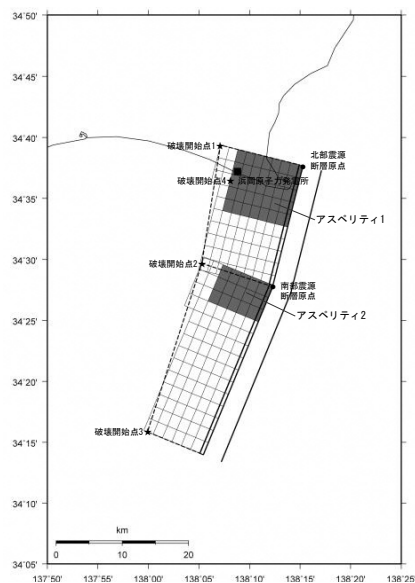 34˚50'
34˚45'
34˚40'
破壊開始点1
北部震源
断層原点
破壊開始点4 浜岡原子力発電所
34˚35'
アスペリティ1
34˚30'
破壊開始点2
南部震源
断層原点
34˚25'
アスペリティ2
34˚20'
34˚15'
破壊開始点3
34˚10'
km
0 10 20
34˚05'
137˚50' 137˚55' 138˚00' 138˚05' 138˚10' 138˚15' 138˚20' 138˚25'